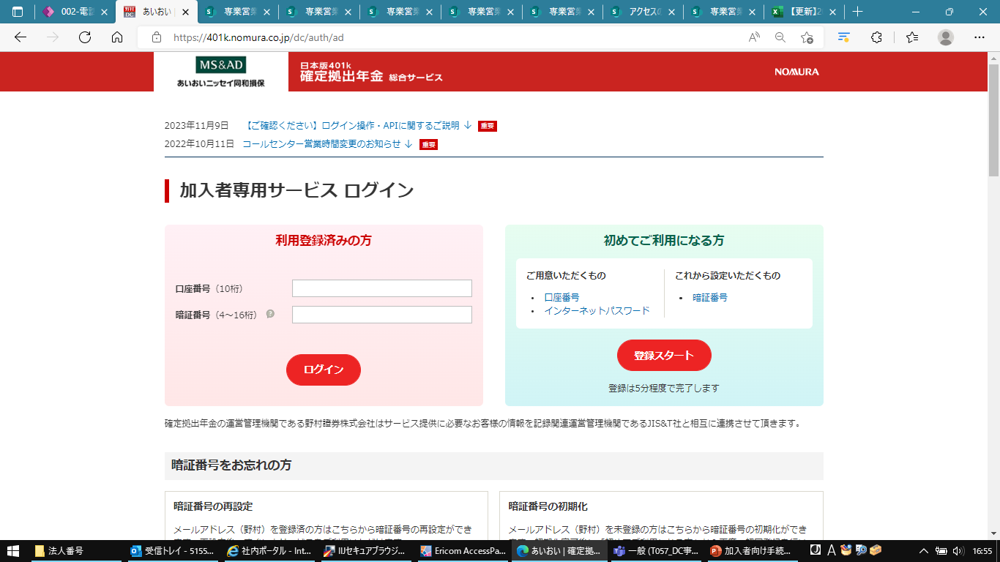 002-電話
あいおい |
専業営業
専業営業
専業営業
専業営業
専業営業
アクセスの
専業営業
【更新】2
https://401k.nomura.co.jp/dc/auth/ad
MS&AD
あいおいニッセイ同和損保
日本版401k
確定拠出年金 総合サービス
NOMURA
2023年11月9日 【ご確認ください】ログイン操作・APIに関するご説明 ↓ 重要
2022年10月11日 コールセンター営業時間変更のお知らせ ↓ 重要
加入者専用サービス ログイン
利用登録済みの方
口座番号（10桁）
暗証番号（4～16桁） ?
ログイン
初めてご利用になる方
ご用意いただくもの
• 口座番号
• インターネットパスワード
これから設定いただくもの
• 暗証番号
登録スタート
登録は5分程度で完了します
確定拠出年金の運営管理機関である野村證券株式会社はサービス提供に必要なお客様の情報を記録関連運営管理機関であるJIS&T社と相互に連携させて頂きます。
暗証番号をお忘れの方
暗証番号の再設定
メールアドレス（野村）を登録済の方はこちらから暗証番号の再設定ができ
暗証番号の初期化
メールアドレス（野村）を未登録の方はこちらから暗証番号の初期化ができ
法人番号
受信トレイ - 5155...
社内ポータル - Int...
IIJセキュアブラウジ...
Ericom AccessPa...
あいおい | 確定拠...
一般 (T057_DC事...
加入者向け手続...
A
16:55